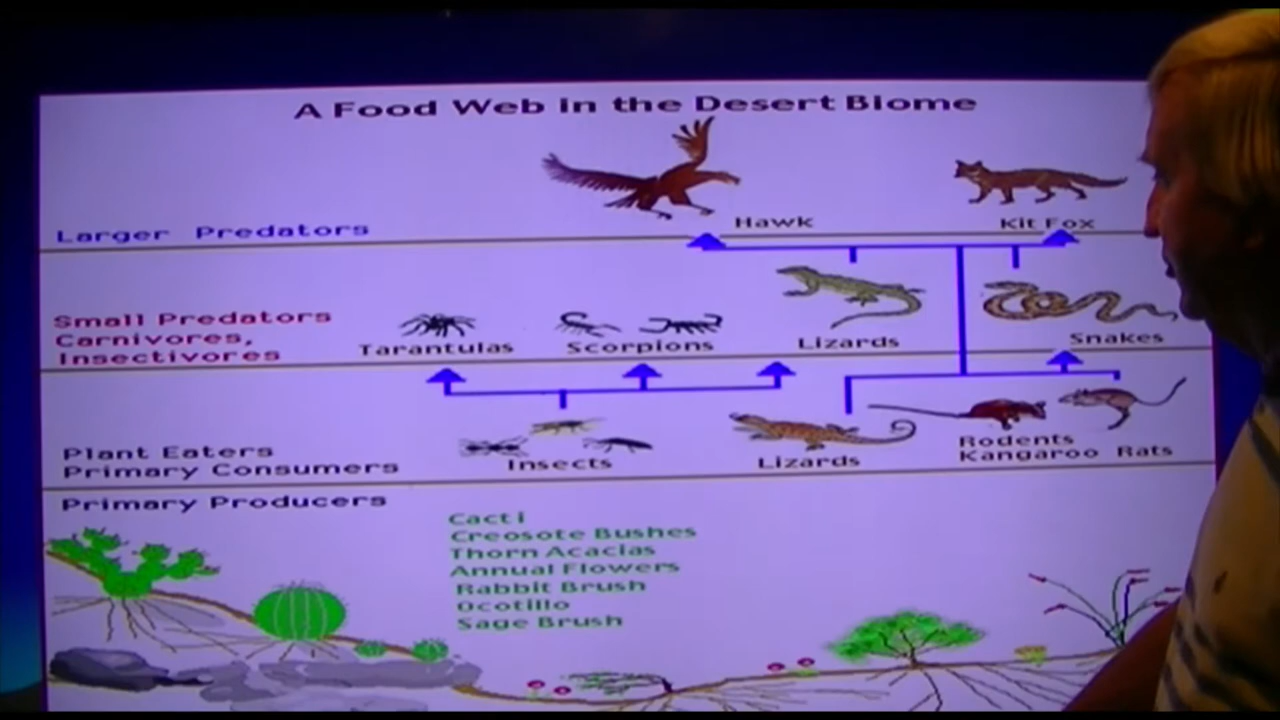 A Food Web in the Desert Biome
Hawk
Kit Fox
Larger Predators
Small Predators
Carnivores,
Insectivores
Tarantulas
Scorpions
Lizards
Snakes
Plant Eaters
Primary Consumers
Insects
Lizards
Rodents
Kangaroo Rats
Primary Producers
Cacti
Creosote Bushes
Thorn Acacias
Annual Flowers
Rabbit Brush
Ocotillo
Sage Brush